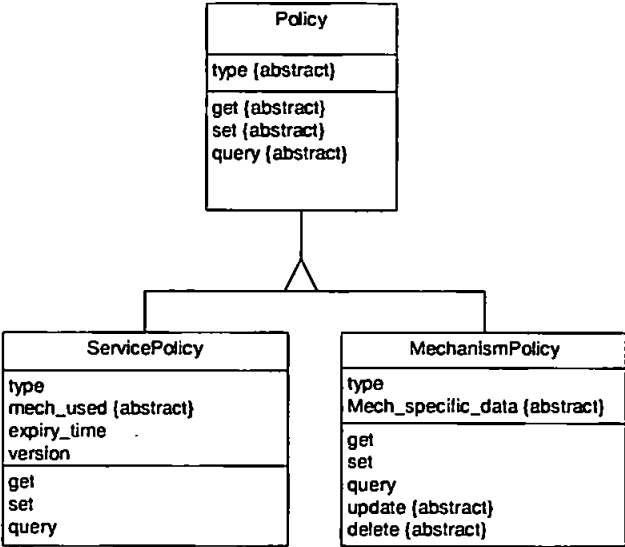 Policy
type {abstract}
get {abstract}
set {abstract}
query {abstract}
ServicePolicy
type
mech_used {abstract}
expiry_time
version
get
set
query
MechanismPolicy
type
Mech_specific_data {abstract}
get
set
query
update {abstract}
delete {abstract}